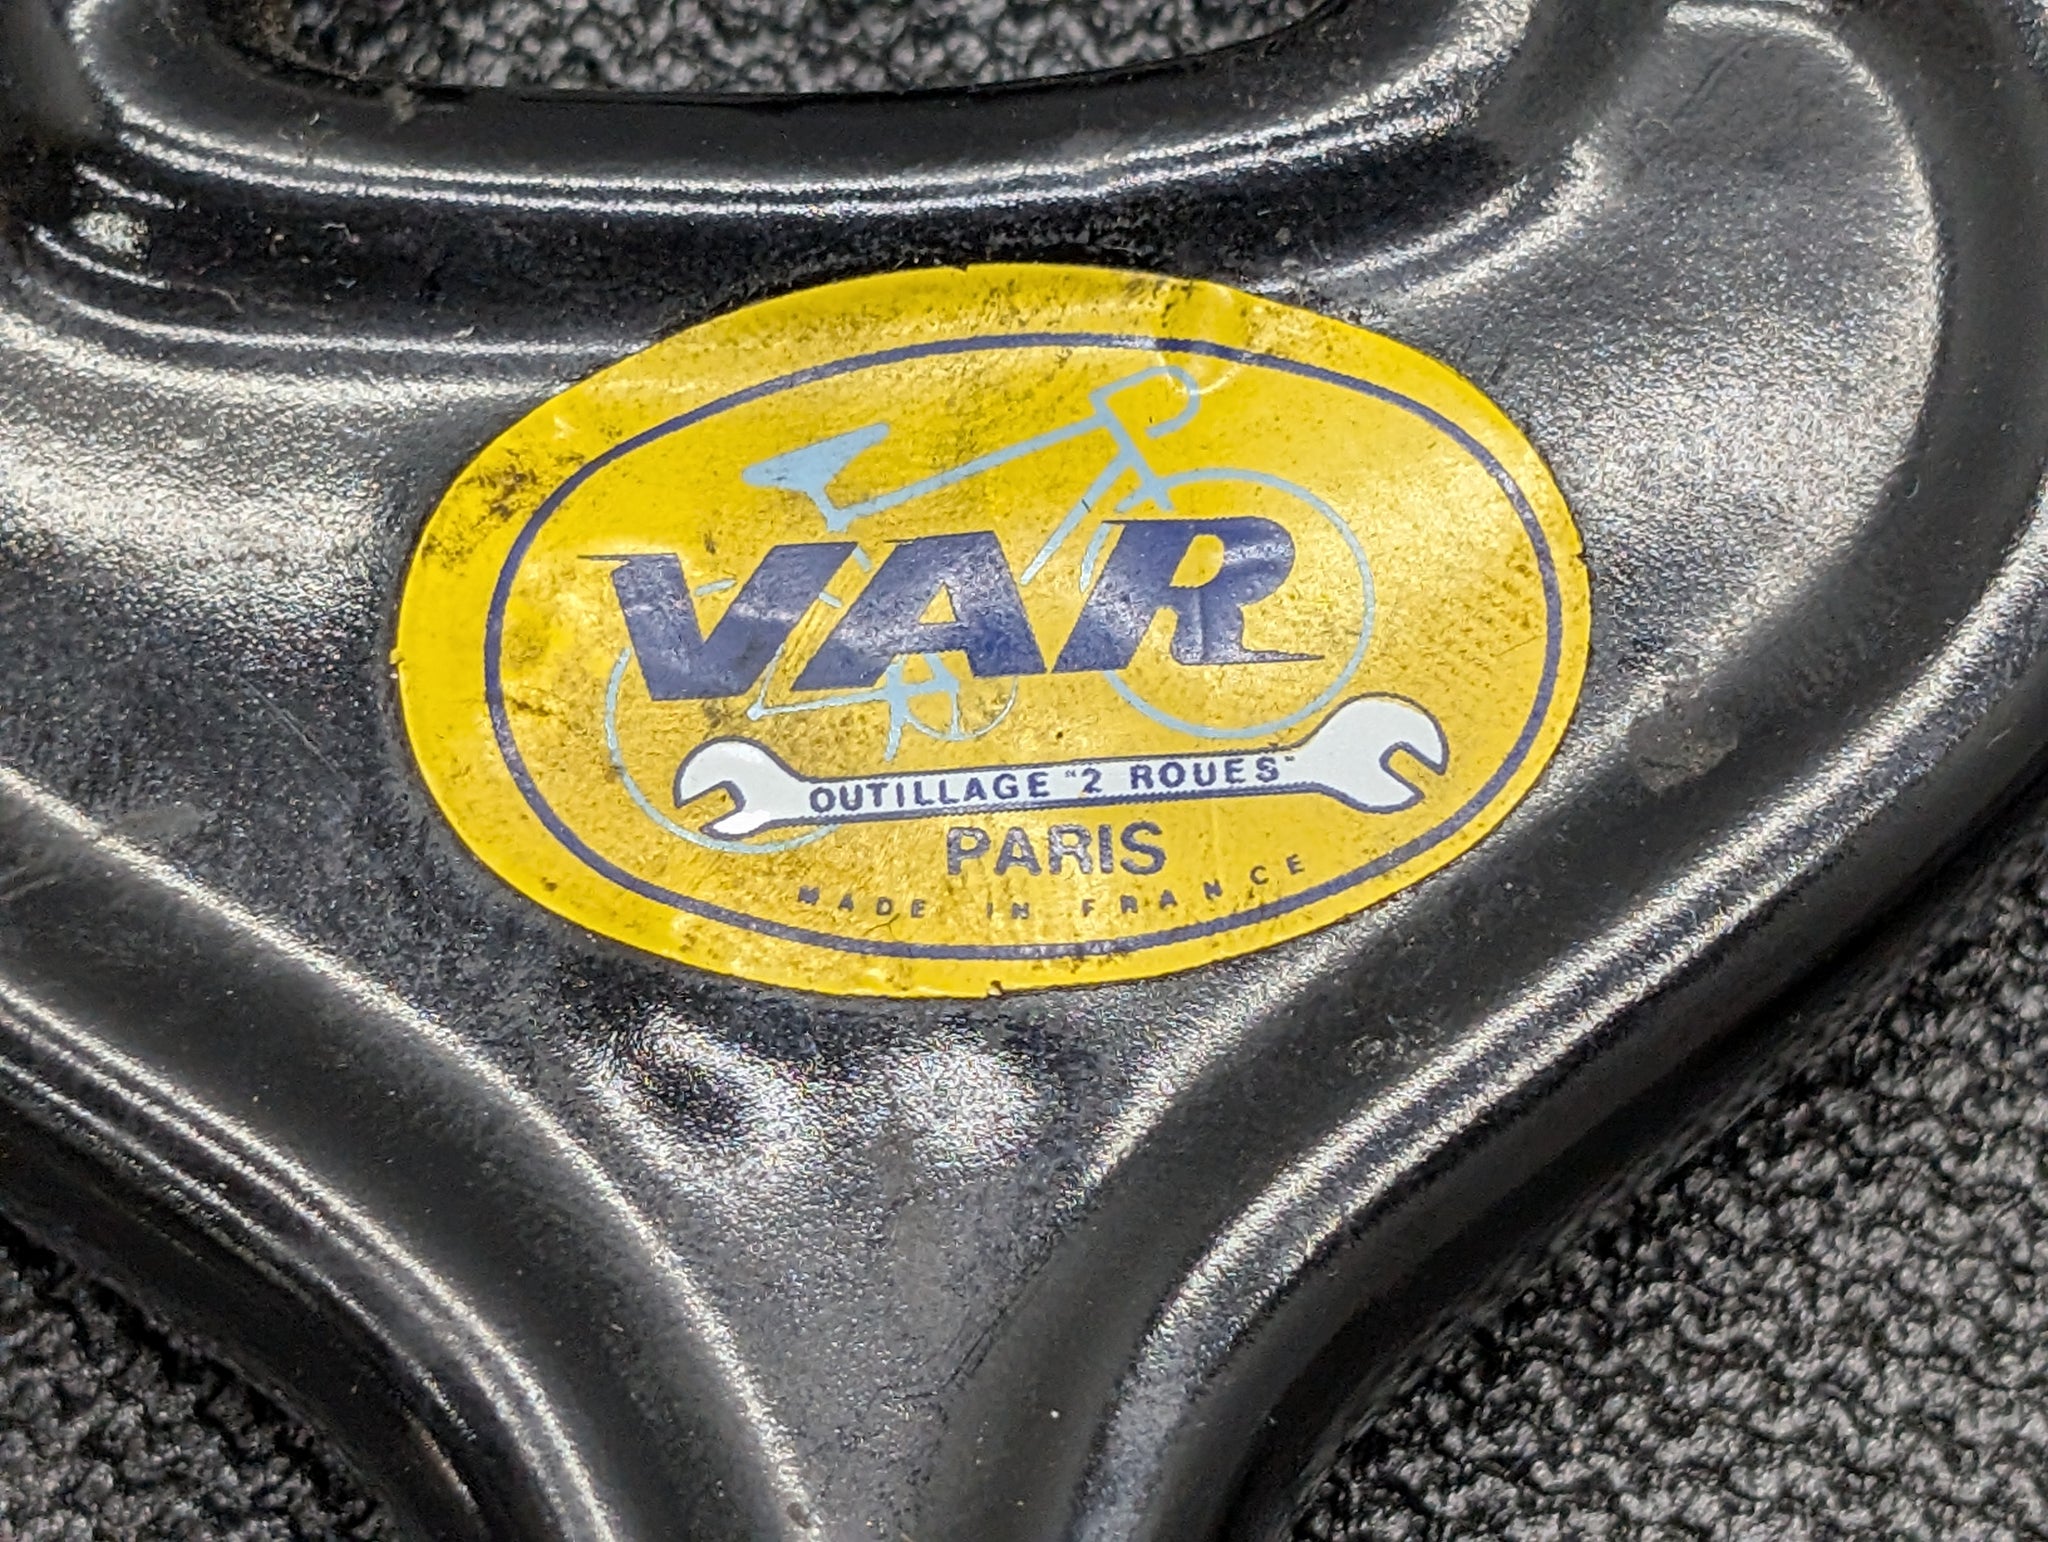 VAR
OUTILLAGE "2 ROUES"
PARIS
MADE IN FRANCE